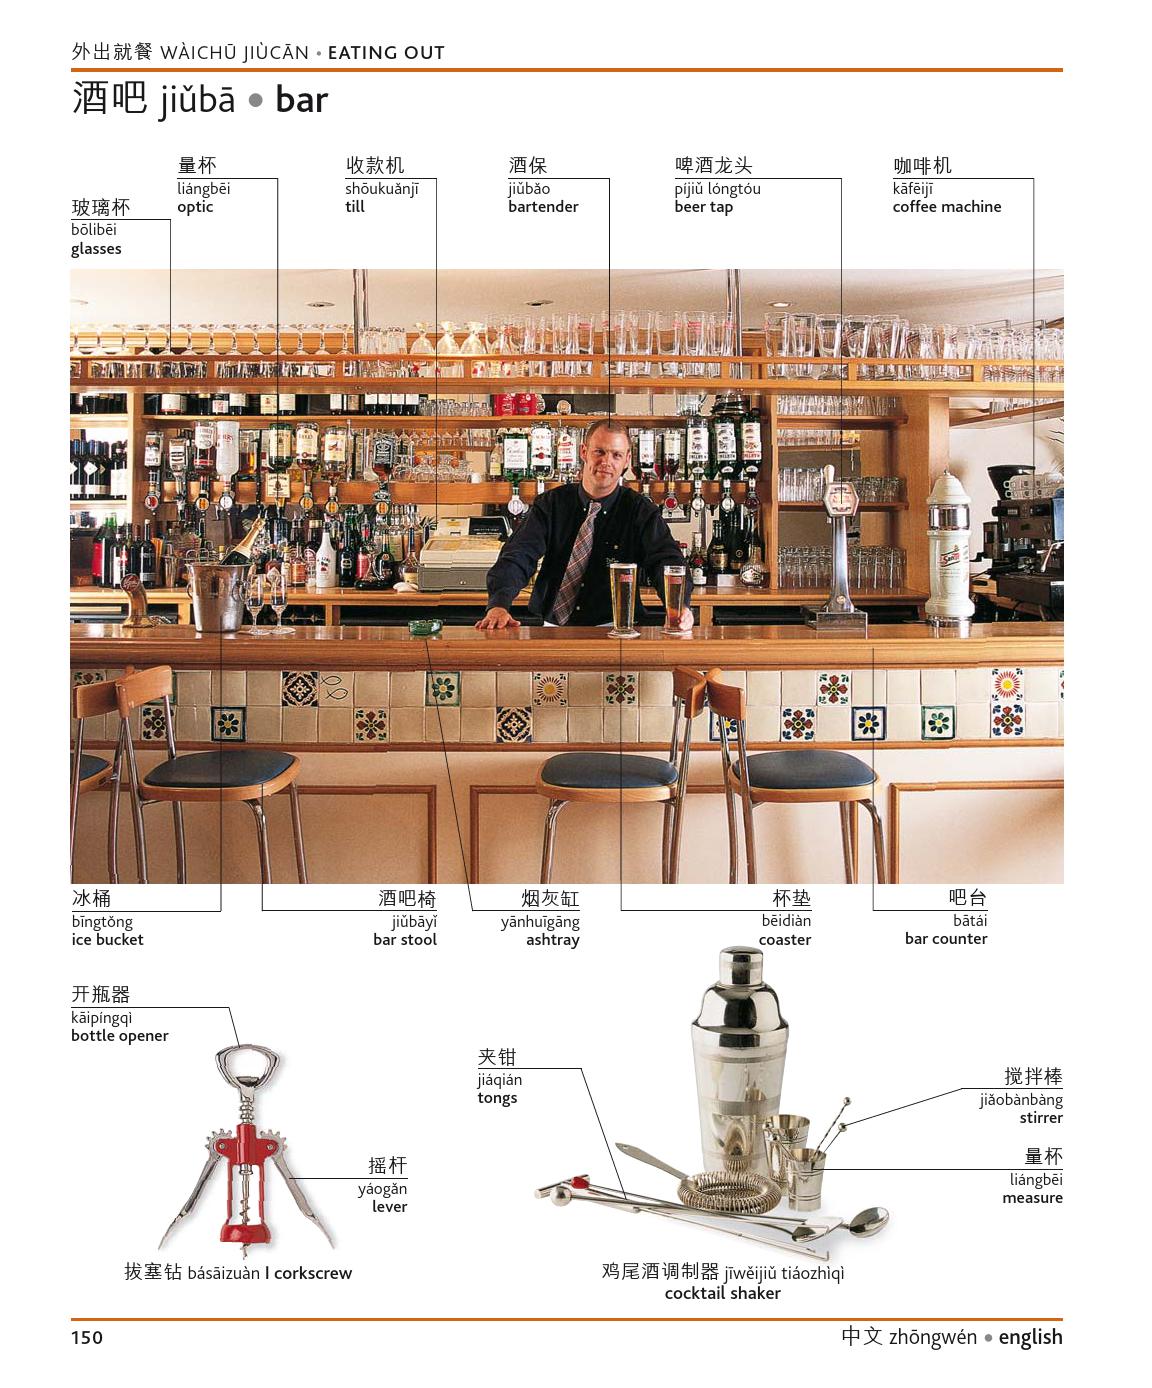 外出就餐 WÀICHŪ JIÙCĀN • EATING OUT
酒吧 jiǔbā • bar
玻璃杯
bōlibēi
glasses
量杯
liángbēi
optic
收款机
shōukuǎnjī
till
酒保
jiǔbǎo
bartender
啤酒龙头
píjiǔ lóngtóu
beer tap
咖啡机
kāfēijī
coffee machine
冰桶
bīngtǒng
ice bucket
酒吧椅
jiǔbāyǐ
bar stool
烟灰缸
yānhuīgāng
ashtray
杯垫
bēidiàn
coaster
吧台
bātái
bar counter
开瓶器
kāipíngqì
bottle opener
摇杆
yáogǎn
lever
拔塞钻 básāizuàn l corkscrew
夹钳
jiáqián
tongs
搅拌棒
jiǎobànbàng
stirrer
量杯
liángbēi
measure
鸡尾酒调制器 jīwěijiǔ tiáozhìqì
cocktail shaker
150
中文 zhōngwén • english